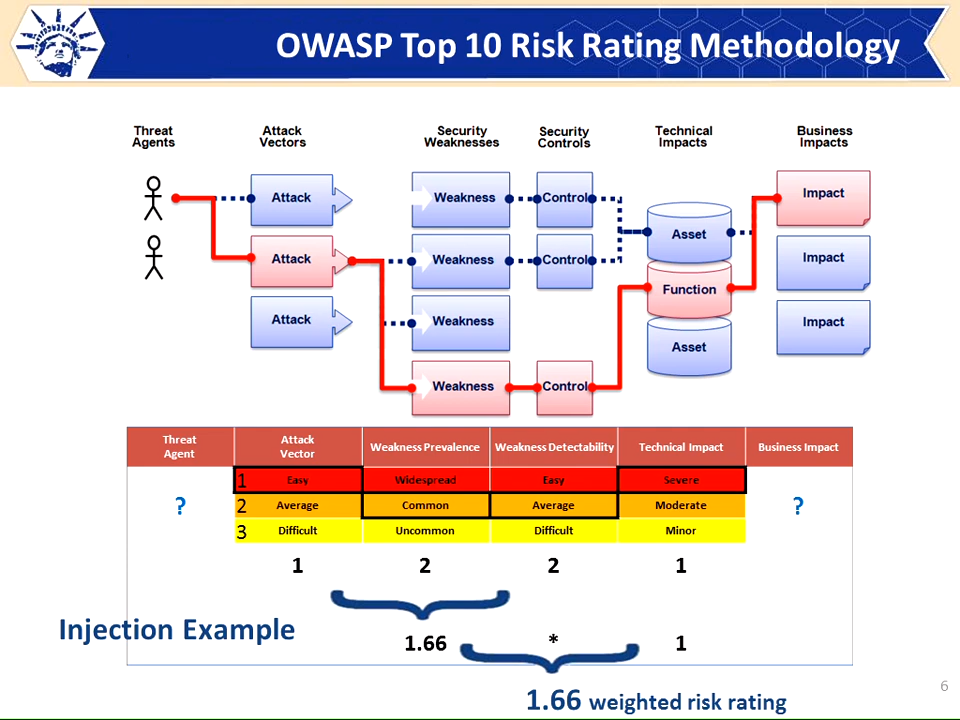 OWASP Top 10 Risk Rating Methodology
Threat
Agents
Attack
Vectors
Security
Weaknesses
Security
Controls
Technical
Impacts
Business
Impacts
Attack
Weakness
Control
Impact
Asset
Attack
Weakness
Control
Impact
Function
Attack
Weakness
Impact
Asset
Weakness
Control
Threat
Agent
Attack
Vector
Weakness Prevalence
Weakness Detectability
Technical Impact
Business Impact
1 Easy Widespread Easy Severe
? 2 Average Common Average Moderate ?
3 Difficult Uncommon Difficult Minor
1 2 2 1
Injection Example
1.66 * 1
1.66 weighted risk rating
6